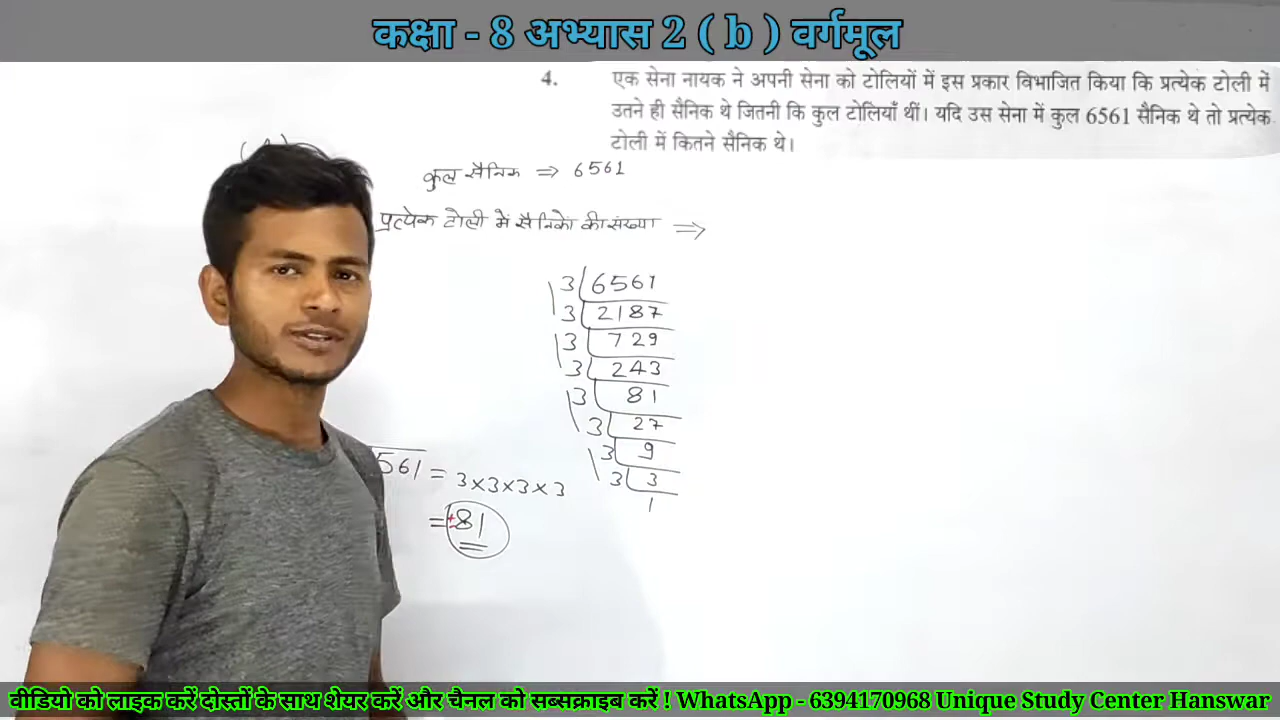 कक्षा - 8 अभ्यास 2 ( b ) वर्गमूल
4. एक सेना नायक ने अपनी सेना को टोलियों में इस प्रकार विभाजित किया कि प्रत्येक टोली में
उतने ही सैनिक थे जितनी कि कुल टोलियाँ थीं। यदि उस सेना में कुल 6561 सैनिक थे तो प्रत्येक
टोली में कितने सैनिक थे।
कुल सैनिक ⇒ 6561
प्रत्येक टोली में सैनिकों की संख्या ⇒
3 6561
3 2187
3 729
3 243
3 81
3 27
3 9
3 3
1
561 = 3×3×3×3
= 81
वीडियो को लाइक करें दोस्तों के साथ शेयर करें और चैनल को सब्सक्राइब करें ! WhatsApp - 6394170968 Unique Study Center Hanswar